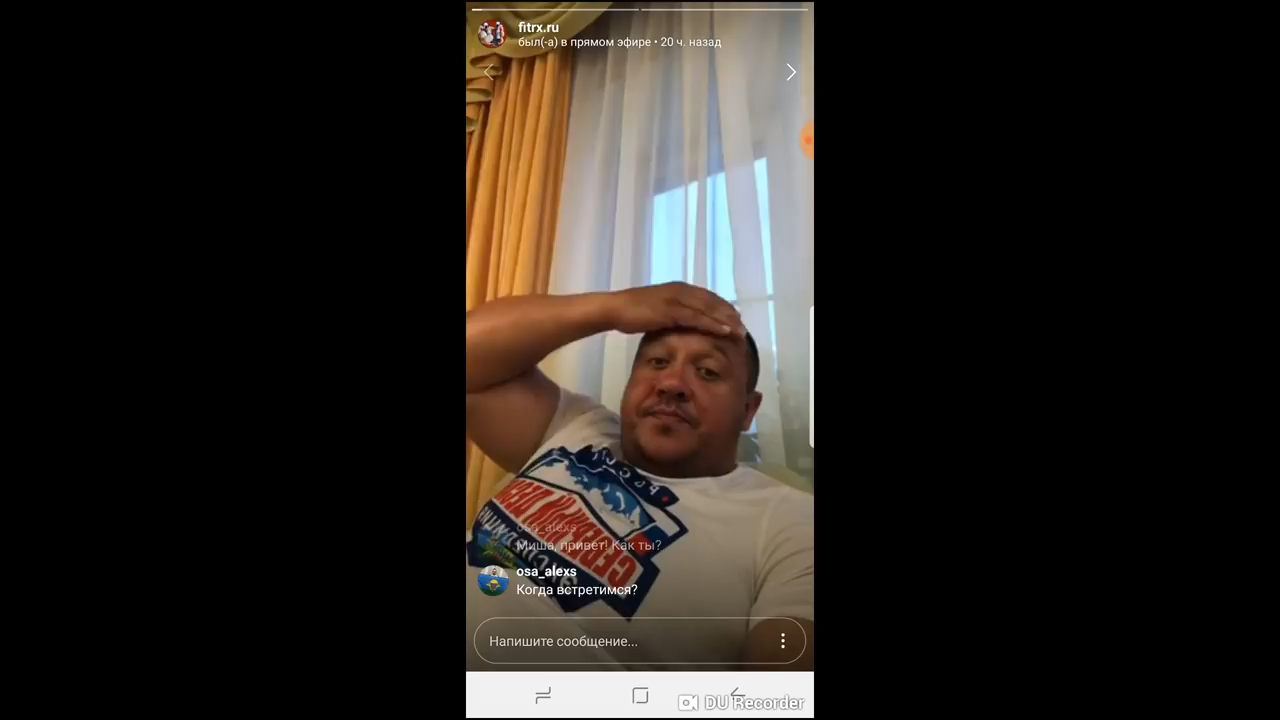 fitrx.ru
был(-а) в прямом эфире • 20 ч. назад
osa_alexs
Миша, привет! Как ты?
osa_alexs
Когда встретимся?
Напишите сообщение...
DU Recorder